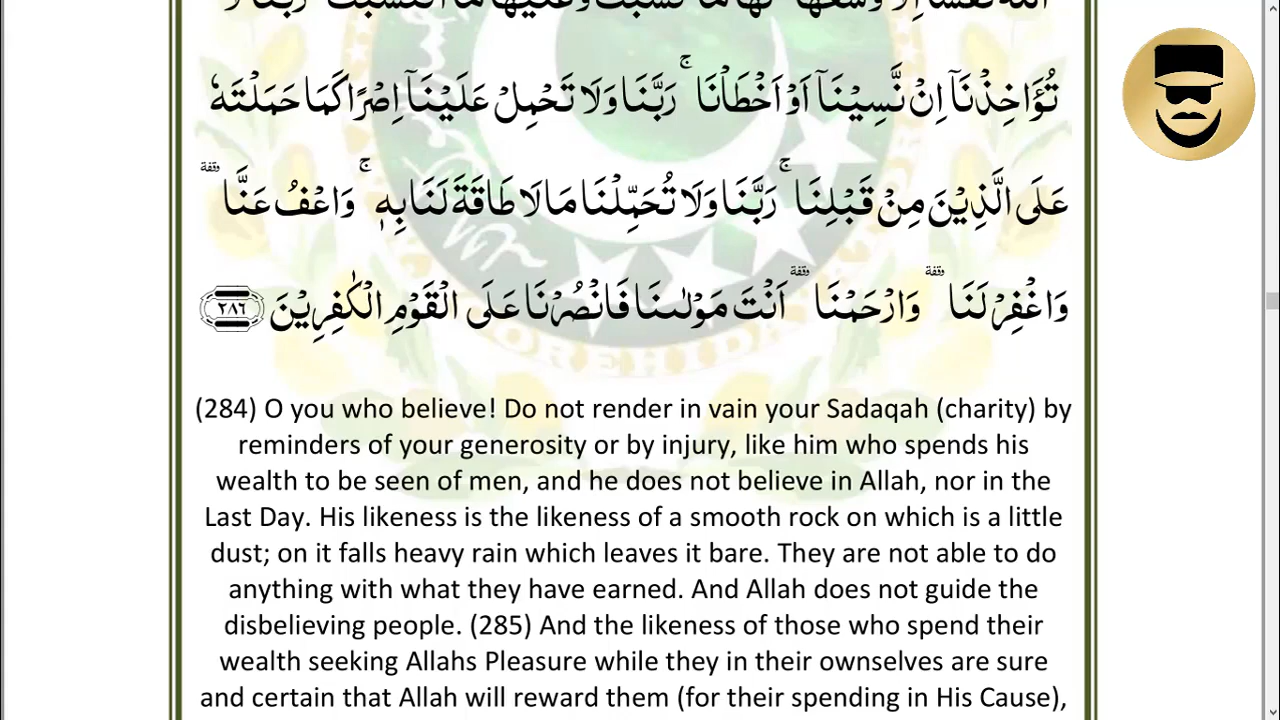 اللّٰهُ نَفْسًا اِلَّا وُسْعَهَا ؕ لَهَا مَا كَسَبَتْ وَعَلَيْهَا مَا اكْتَسَبَتْ ؕ رَبَّنَا لَا
تُؤَاخِذْنَاۤ اِنْ نَّسِيْنَاۤ اَوْ اَخْطَاْنَا ۚ رَبَّنَا وَلَا تَحْمِلْ عَلَيْنَاۤ اِصْرًا كَمَا حَمَلْتَهٗ
عَلَى الَّذِيْنَ مِنْ قَبْلِنَا ۚ رَبَّنَا وَلَا تُحَمِّلْنَا مَا لَا طَاقَةَ لَنَا بِهٖ ۚ وَاعْفُ عَنَّا وقفة
وَاغْفِرْ لَنَا وقفة وَارْحَمْنَا وقفة اَنْتَ مَوْلٰىنَا فَانْصُرْنَا عَلَى الْقَوْمِ الْكٰفِرِيْنَ ﴿۲۸۶﴾
(284) O you who believe! Do not render in vain your Sadaqah (charity) by
reminders of your generosity or by injury, like him who spends his
wealth to be seen of men, and he does not believe in Allah, nor in the
Last Day. His likeness is the likeness of a smooth rock on which is a little
dust; on it falls heavy rain which leaves it bare. They are not able to do
anything with what they have earned. And Allah does not guide the
disbelieving people. (285) And the likeness of those who spend their
wealth seeking Allahs Pleasure while they in their ownselves are sure
and certain that Allah will reward them (for their spending in His Cause),